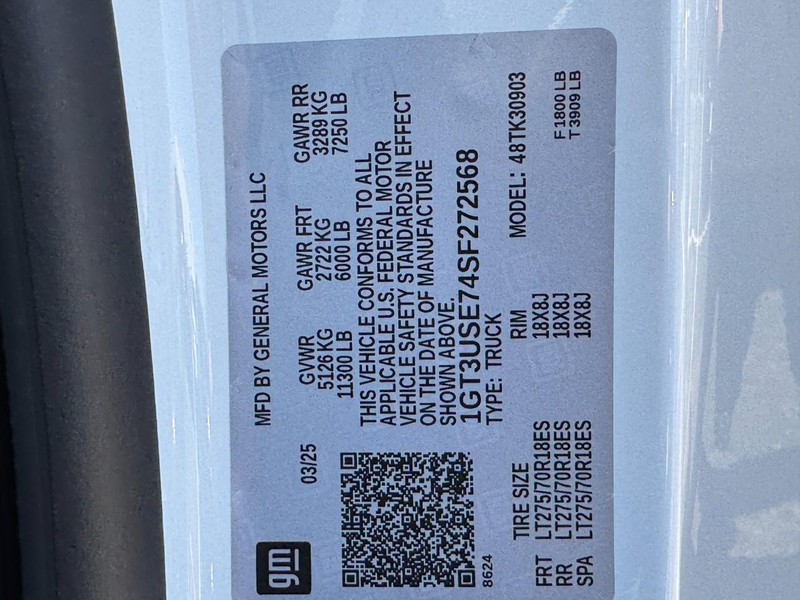 gm
MFD BY GENERAL MOTORS LLC
03/25
GVWR GAWR FRT GAWR RR
5126 KG 2722 KG 3289 KG
11300 LB 6000 LB 7250 LB
THIS VEHICLE CONFORMS TO ALL
APPLICABLE U.S. FEDERAL MOTOR
VEHICLE SAFETY STANDARDS IN EFFECT
ON THE DATE OF MANUFACTURE
SHOWN ABOVE.
1GT3USE74SF272568
TYPE: TRUCK MODEL: 48TK30903
8624
TIRE SIZE RIM
FRT LT275/70R18ES 18X8J
RR LT275/70R18ES 18X8J
SPA LT275/70R18ES 18X8J
F 1800 LB
T 3909 LB